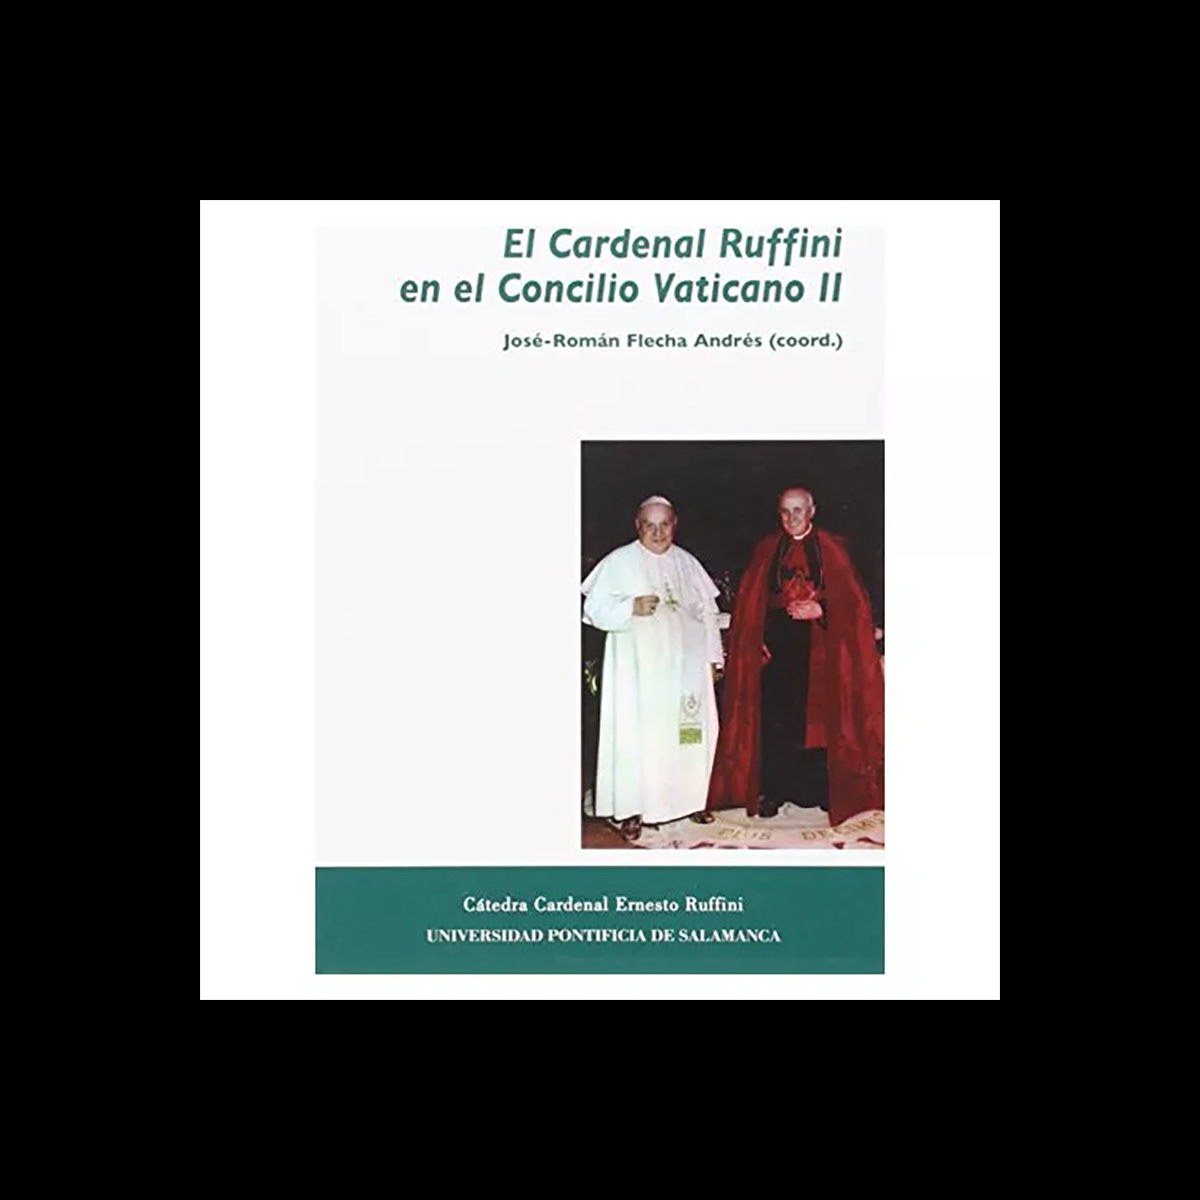 El Cardenal Ruffini
en el Concilio Vaticano II
José-Román Flecha Andrés (coord.)
Cátedra Cardenal Ernesto Ruffini
UNIVERSIDAD PONTIFICIA DE SALAMANCA